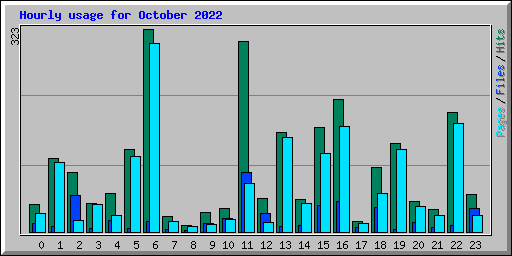 Hourly usage for October 2022
323
Pages/Files/Hits
0 1 2 3 4 5 6 7 8 9 10 11 12 13 14 15 16 17 18 19 20 21 22 23